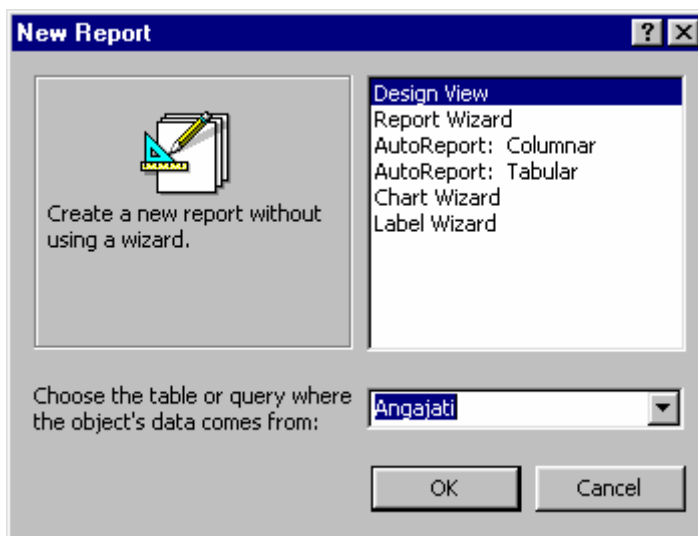 New Report
Create a new report without
using a wizard.
Design View
Report Wizard
AutoReport: Columnar
AutoReport: Tabular
Chart Wizard
Label Wizard
Choose the table or query where
the object's data comes from:
Angajati
OK
Cancel